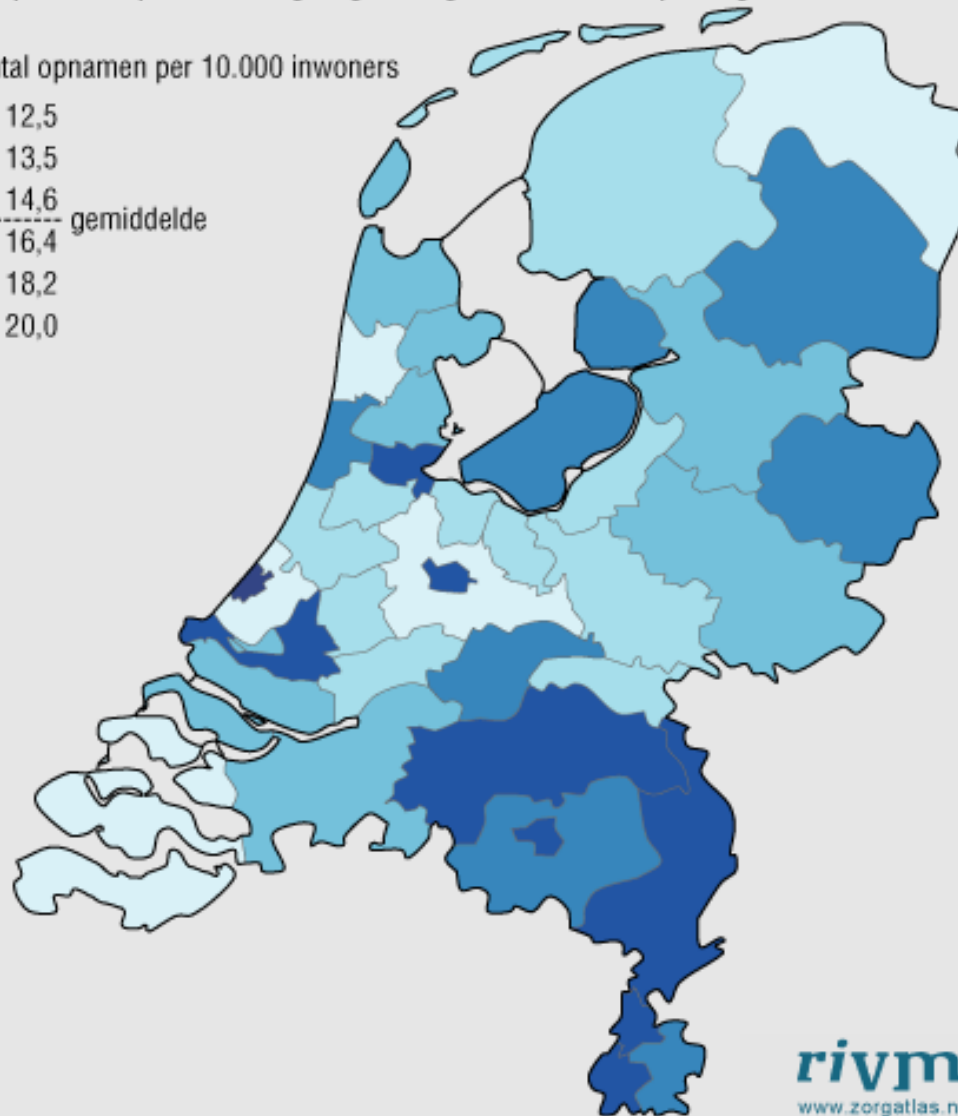 tal opnamen per 10.000 inwoners
12,5
13,5
14,6
gemiddelde
16,4
18,2
20,0
rivm
www.zorgatlas.n